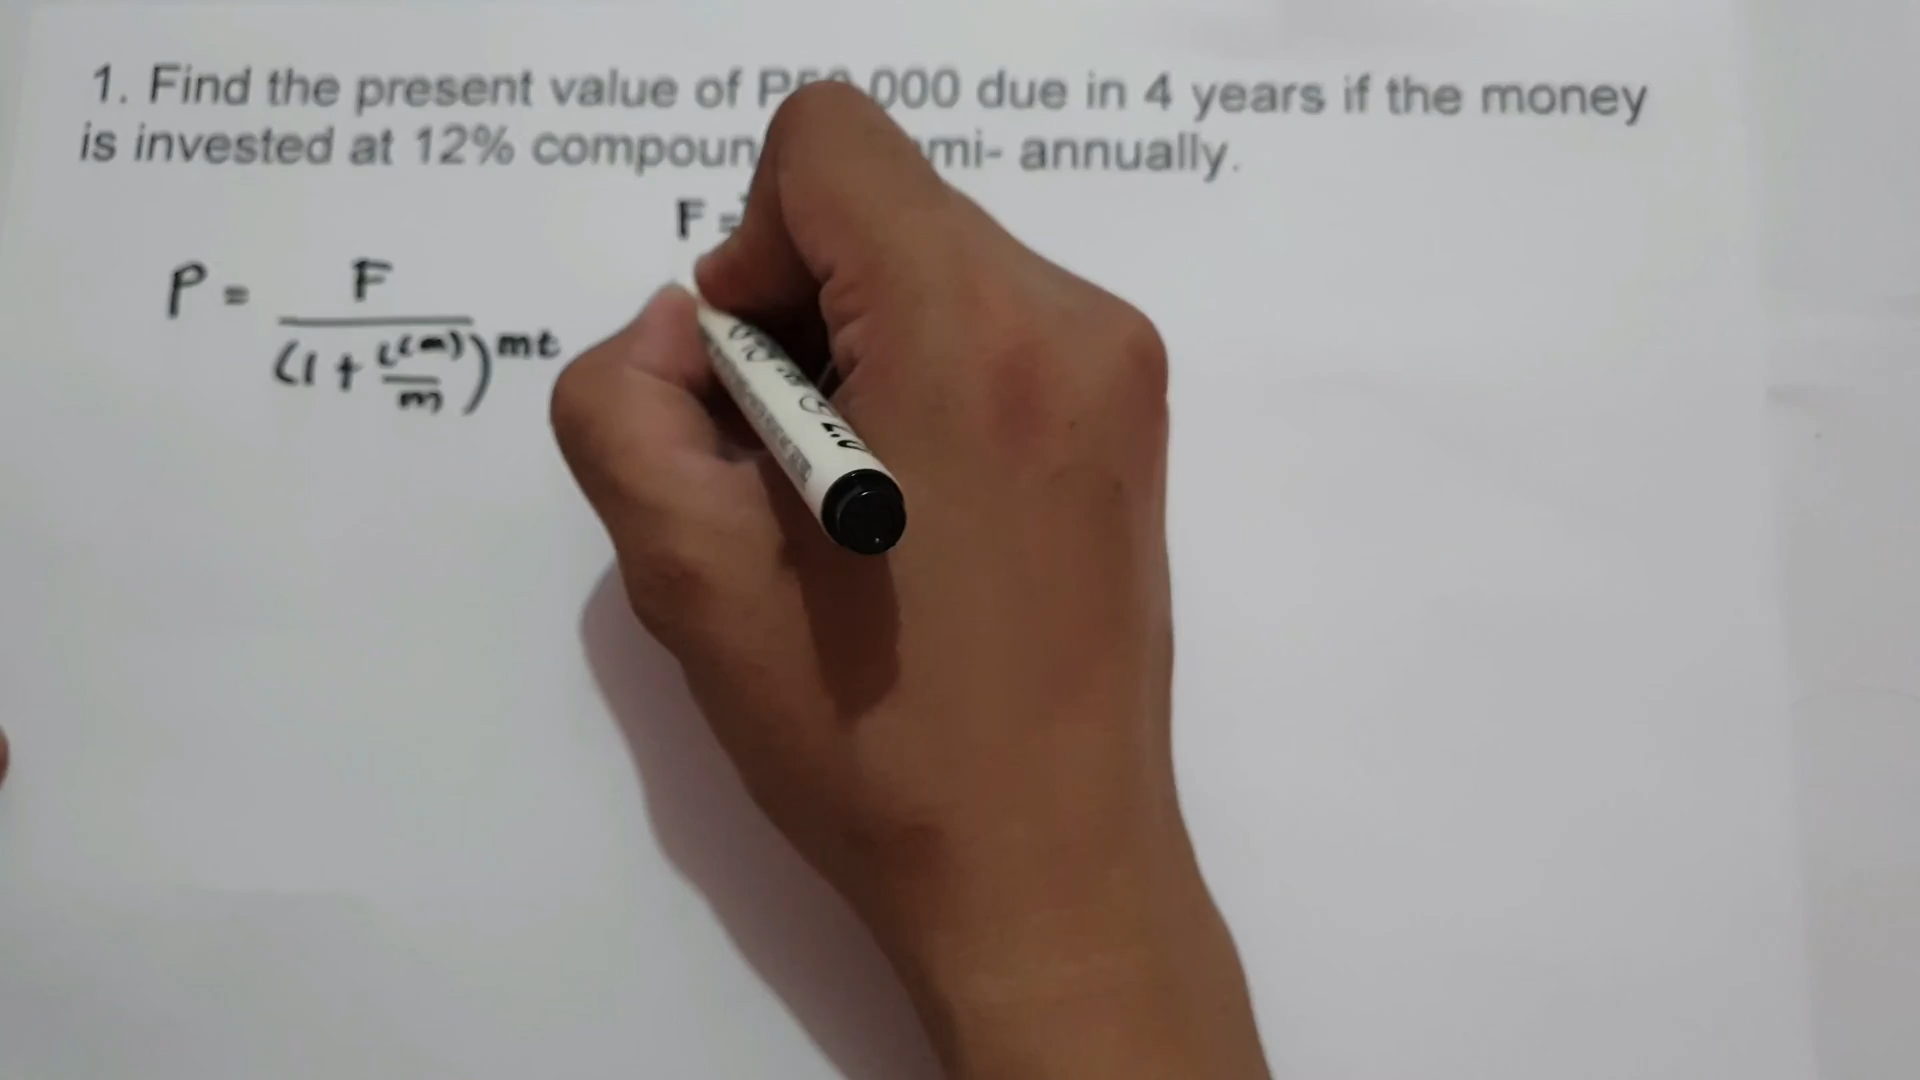 1. Find the present value of 000 due in 4 years if the money
is invested at 12% compoun mi- annually.
F =
P = F
(1 + i(m) / m)mt